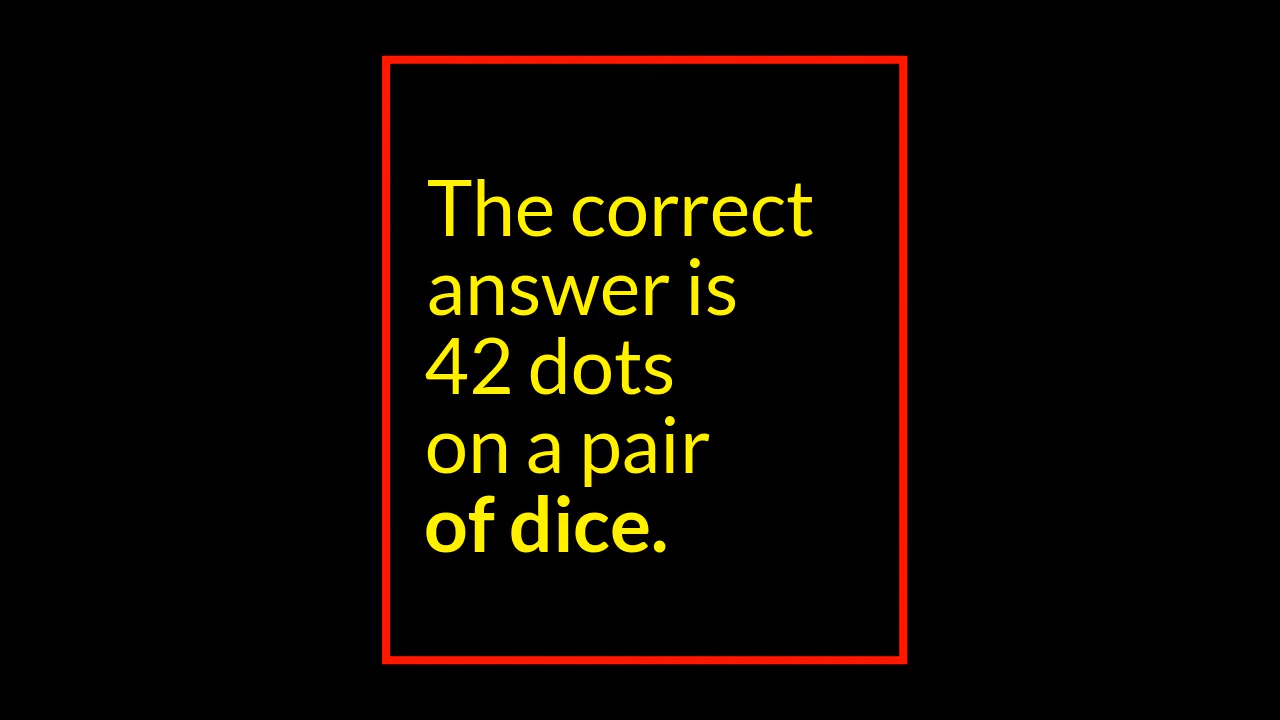 The correct
answer is
42 dots
on a pair
of dice.